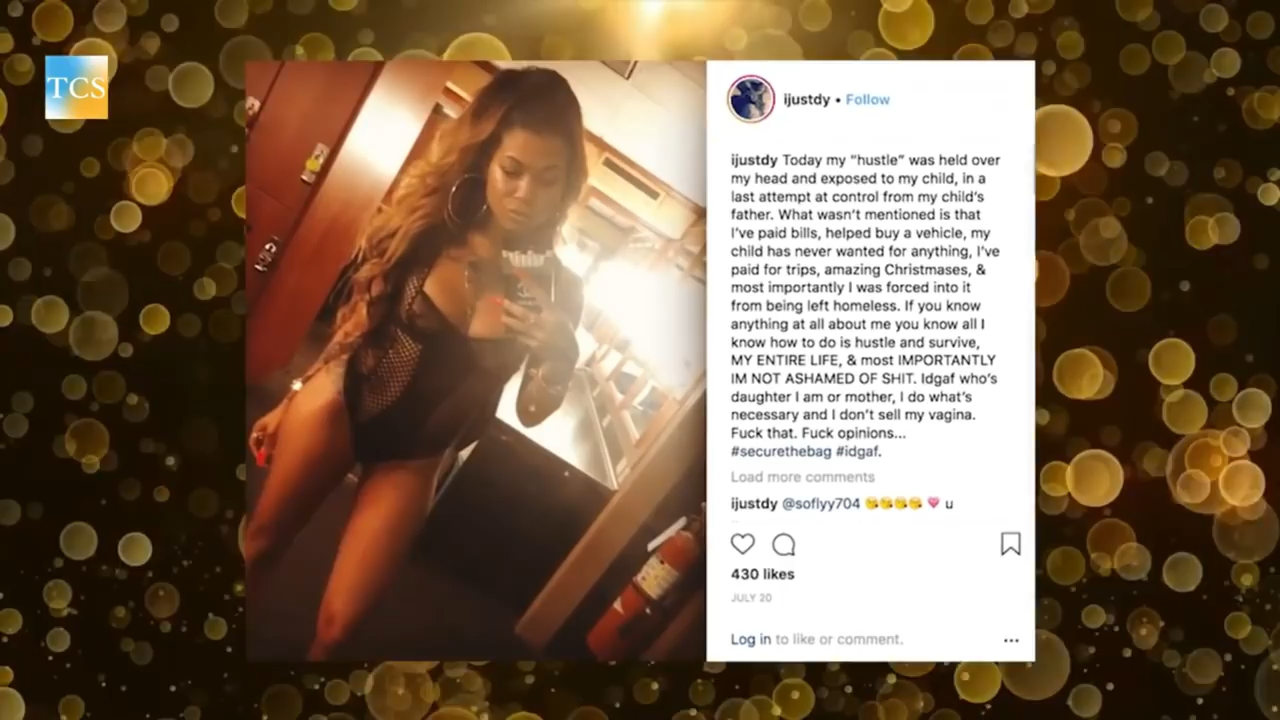 TCS
ijustdy • Follow
ijustdy Today my "hustle" was held over
my head and exposed to my child, in a
last attempt at control from my child's
father. What wasn't mentioned is that
I've paid bills, helped buy a vehicle, my
child has never wanted for anything, I've
paid for trips, amazing Christmases, &
most importantly I was forced into it
from being left homeless. If you know
anything at all about me you know all I
know how to do is hustle and survive,
MY ENTIRE LIFE, & most IMPORTANTLY
IM NOT ASHAMED OF SHIT. Idgaf who's
daughter I am or mother, I do what's
necessary and I don't sell my vagina.
Fuck that. Fuck opinions...
#securethebag #idgaf.
Load more comments
ijustdy @soflyy704 😘😘😘😘 💗 u
430 likes
JULY 20
Log in to like or comment.